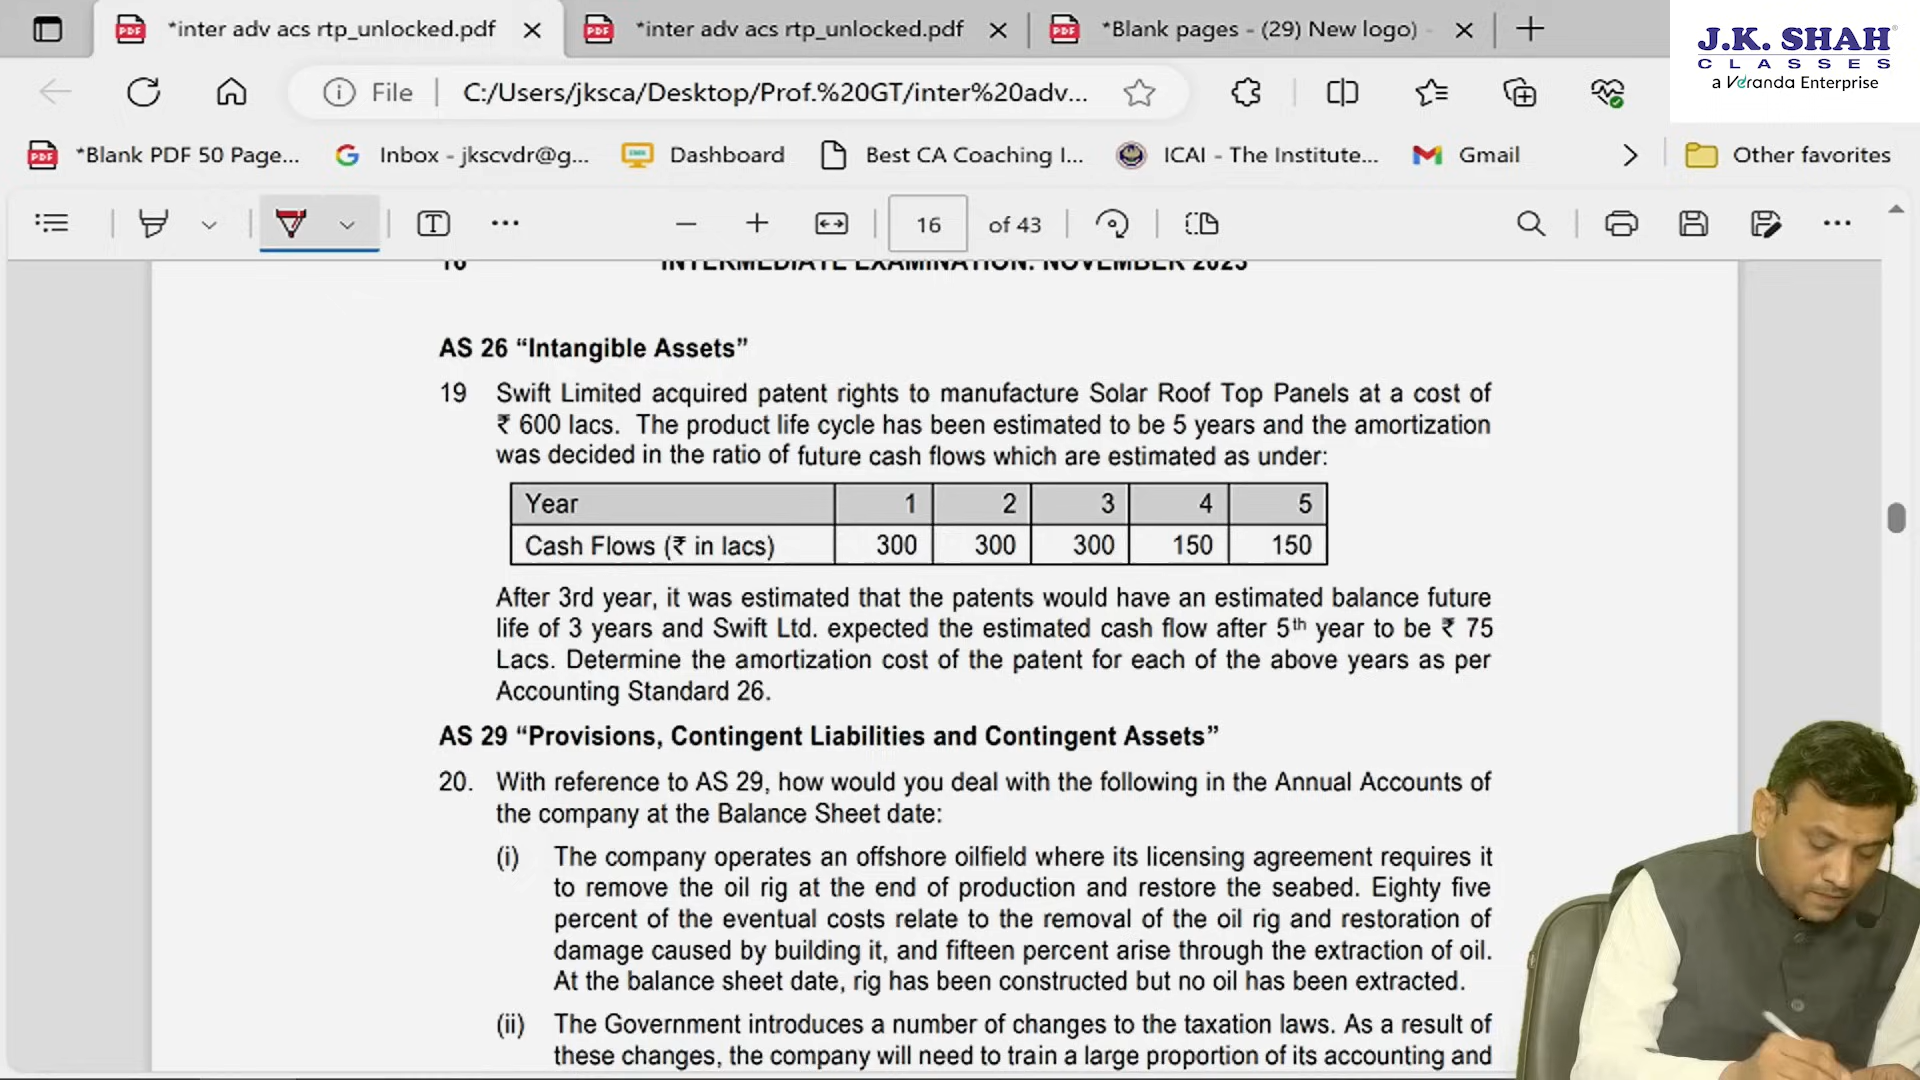 *inter adv acs rtp_unlocked.pdf
*inter adv acs rtp_unlocked.pdf
*Blank pages - (29) New logo) -
J.K. SHAH®
CLASSES
a Veranda Enterprise
File
C:/Users/jksca/Desktop/Prof.%20GT/inter%20adv...
PDF *Blank PDF 50 Page...
Inbox - jkscvdr@g...
Dashboard
Best CA Coaching I...
ICAI - The Institute...
Gmail
Other favorites
16 of 43
16 INTERMEDIATE EXAMINATION: NOVEMBER 2023
AS 26 “Intangible Assets”
19 Swift Limited acquired patent rights to manufacture Solar Roof Top Panels at a cost of
₹ 600 lacs. The product life cycle has been estimated to be 5 years and the amortization
was decided in the ratio of future cash flows which are estimated as under:
Year 1 2 3 4 5
Cash Flows (₹ in lacs) 300 300 300 150 150
After 3rd year, it was estimated that the patents would have an estimated balance future
life of 3 years and Swift Ltd. expected the estimated cash flow after 5th year to be ₹ 75
Lacs. Determine the amortization cost of the patent for each of the above years as per
Accounting Standard 26.
AS 29 “Provisions, Contingent Liabilities and Contingent Assets”
20. With reference to AS 29, how would you deal with the following in the Annual Accounts of
the company at the Balance Sheet date:
(i) The company operates an offshore oilfield where its licensing agreement requires it
to remove the oil rig at the end of production and restore the seabed. Eighty five
percent of the eventual costs relate to the removal of the oil rig and restoration of
damage caused by building it, and fifteen percent arise through the extraction of oil.
At the balance sheet date, rig has been constructed but no oil has been extracted.
(ii) The Government introduces a number of changes to the taxation laws. As a result of
these changes, the company will need to train a large proportion of its accounting and